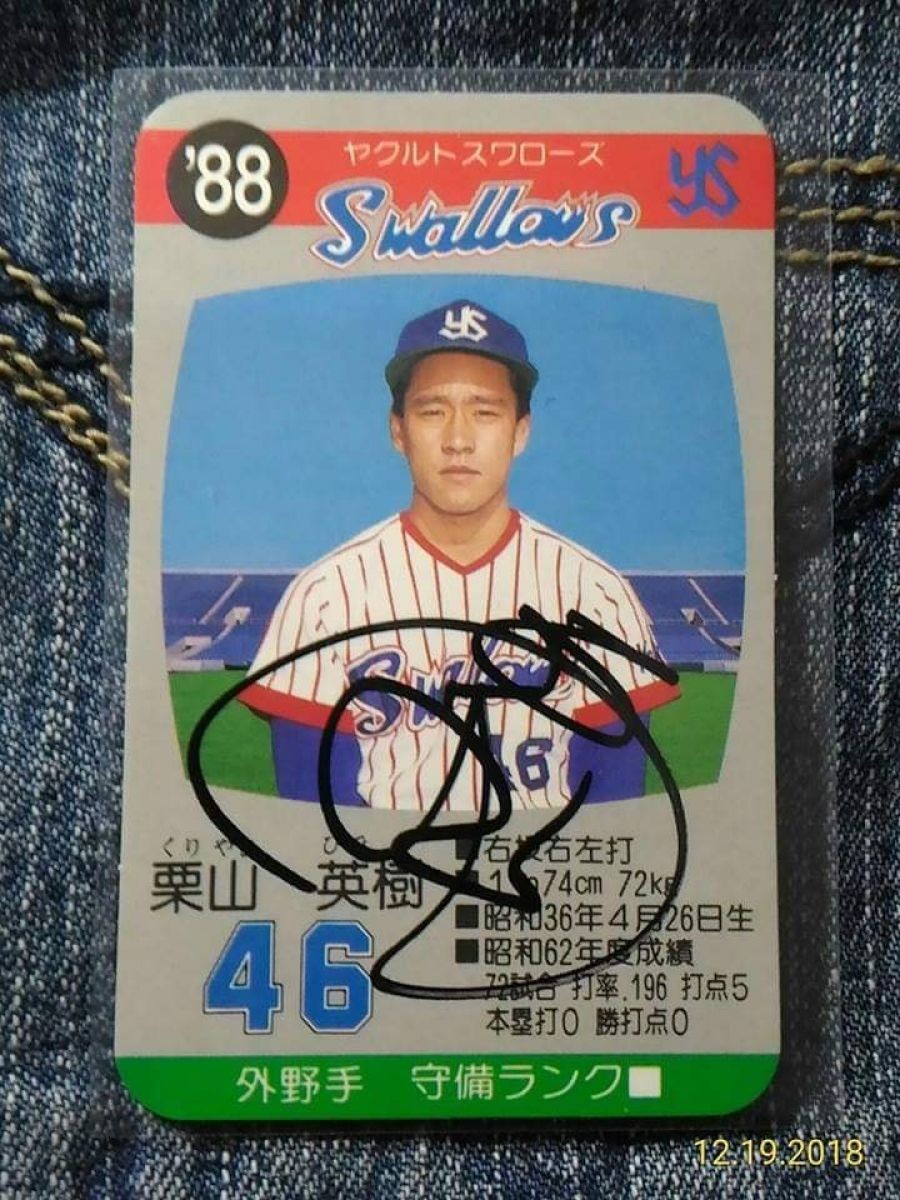 '88
ヤクルトスワローズ
YS
Swallows
YS
Swallows
46
くりやま ひで
栗山 英樹
46
■右投右左打
■1m74cm 72kg
■昭和36年4月26日生
■昭和62年度成績
72試合 打率.196 打点5
本塁打0 勝打点0
外野手 守備ランク■
12.19.2018